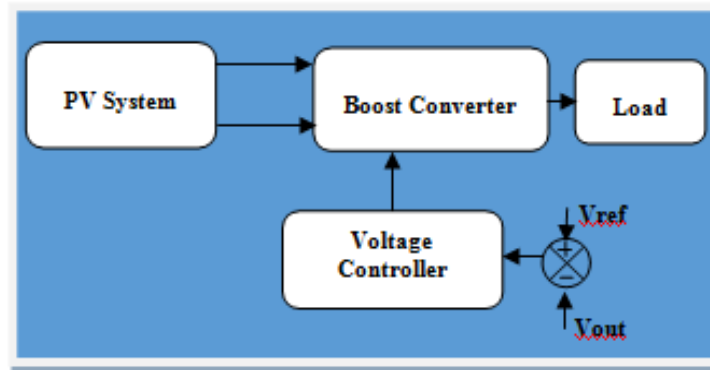 PV System
Boost Converter
Load
Voltage
Controller
Vref
+
−
Vout